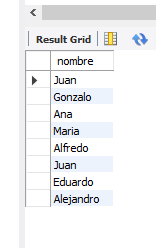 Result Grid
nombre
Juan
Gonzalo
Ana
Maria
Alfredo
Juan
Eduardo
Alejandro